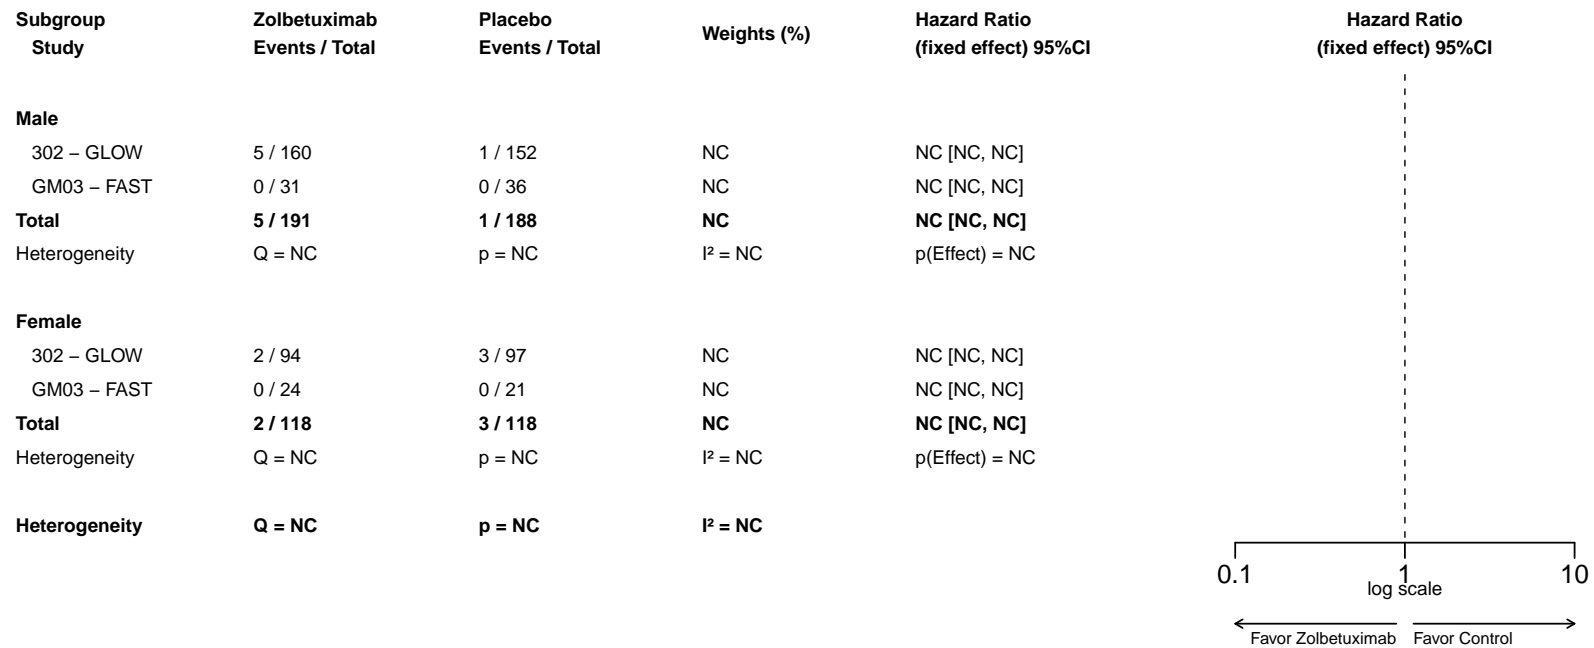 Subgroup Zolbetuximab Placebo Weights (%) Hazard Ratio Hazard Ratio
Study Events / Total Events / Total (fixed effect) 95%CI (fixed effect) 95%CI
Male
302 – GLOW 5 / 160 1 / 152 NC NC [NC, NC]
GM03 – FAST 0 / 31 0 / 36 NC NC [NC, NC]
Total 5 / 191 1 / 188 NC NC [NC, NC]
Heterogeneity Q = NC p = NC I² = NC p(Effect) = NC
Female
302 – GLOW 2 / 94 3 / 97 NC NC [NC, NC]
GM03 – FAST 0 / 24 0 / 21 NC NC [NC, NC]
Total 2 / 118 3 / 118 NC NC [NC, NC]
Heterogeneity Q = NC p = NC I² = NC p(Effect) = NC
Heterogeneity Q = NC p = NC I² = NC
0.1 1 10
log scale
Favor Zolbetuximab Favor Control